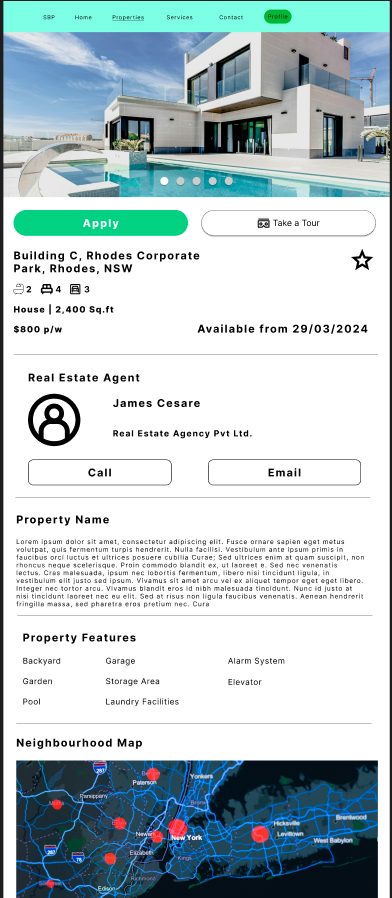 SBP Home Properties Services Contact Profile
Apply
Take a Tour
Building C, Rhodes Corporate
Park, Rhodes, NSW
2 4 3
House | 2,400 Sq.ft
$800 p/w
Available from 29/03/2024
Real Estate Agent
James Cesare
Real Estate Agency Pvt Ltd.
Call
Email
Property Name
Lorem ipsum dolor sit amet, consectetur adipiscing elit. Fusce ornare sapien eget metus
volutpat, quis fermentum turpis hendrerit. Nulla facilisi. Vestibulum ante ipsum primis in
faucibus orci luctus et ultrices posuere cubilia Curae; Sed ultrices enim at quam suscipit, non
rhoncus neque scelerisque. Proin commodo blandit ex, ut laoreet e. Sed nec venenatis
lectus. Cras malesuada, ipsum nec lobortis fermentum, libero nisi tincidunt ligula, in
vestibulum elit justo sed ipsum. Vivamus sit amet arcu vel ex aliquet tempor eget eget libero.
Integer nec tortor arcu. Vivamus blandit eros id nibh malesuada tincidunt. Nunc id justo at
nisi tincidunt laoreet nec eu elit. Sed at risus non ligula faucibus venenatis. Aenean hendrerit
fringilla massa, sed pharetra eros pretium nec. Cura
Property Features
Backyard Garage Alarm System
Garden Storage Area Elevator
Pool Laundry Facilities
Neighbourhood Map
287
Yonkers
Parsippany
Hicksville
Brentwood
Newark
New York
Levittown
West Babylon
287
78
Elizabeth
Kings
Richmond
Edison